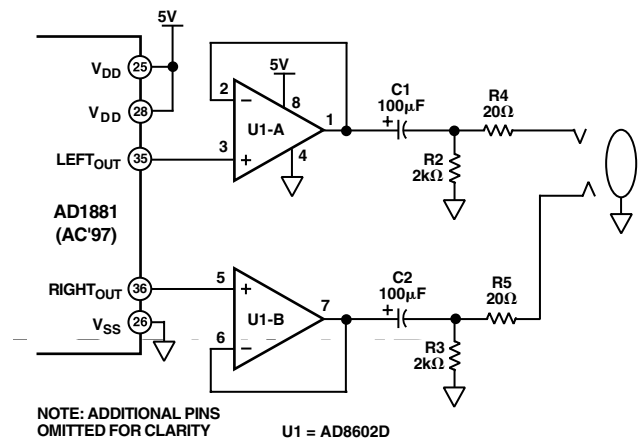 5V
VDD 25
VDD 28
LEFTOUT 35
AD1881
(AC'97)
RIGHTOUT 36
VSS 26
5V
2
8
U1-A
1
3
4
−
+
C1
100µF
+
R4
20Ω
R2
2kΩ
5
+
U1-B
7
6
−
C2
100µF
+
R5
20Ω
R3
2kΩ
NOTE: ADDITIONAL PINS
OMITTED FOR CLARITY
U1 = AD8602D